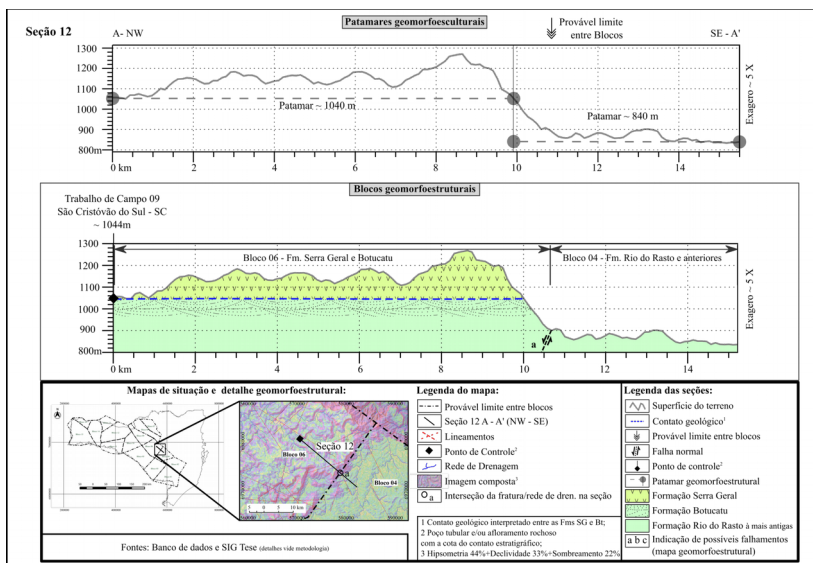 Seção 12
A- NW
Patamares geomorfoesculturais
Provável limite
entre Blocos
SE - A'
1300
1200
1100
1000
900
800m
Patamar ~ 1040 m
Patamar ~ 840 m
Exagero ~ 5 X
0 km 2 4 6 8 10 12 14
Blocos geomorfoestruturais
Trabalho de Campo 09
São Cristóvão do Sul - SC
~ 1044m
1300
1200
1100
1000
900
800m
Bloco 06 - Fm. Serra Geral e Botucatu
Bloco 04 - Fm. Rio do Rasto e anteriores
a
Exagero ~ 5 X
0 km 2 4 6 8 10 12 14
Mapas de situação e detalhe geomorfoestrutural:
Seção 12
Bloco 06
Bloco 04
a
5 0 5 10 km
Fontes: Banco de dados e SIG Tese (detalhes vide metodologia)
Legenda do mapa:
Provável limite entre blocos
Seção 12 A - A' (NW - SE)
Lineamentos
Ponto de Controle²
Rede de Drenagem
Imagem composta³
a Interseção da fratura/rede de dren. na seção
1 Contato geológico interpretado entre as Fms SG e Bt;
2 Poço tubular e/ou afloramento rochoso
com a cota do contato estratigráfico;
3 Hipsometria 44%+Declividade 33%+Sombreamento 22%
Legenda das seções:
Superfície do terreno
Contato geológico¹
Provável limite entre blocos
Falha normal
Ponto de controle²
Patamar geomorfoestrutural
Formação Serra Geral
Formação Botucatu
Formação Rio do Rasto à mais antigas
a b c Indicação de possíveis falhamentos
(mapa geomorfoestrutural)